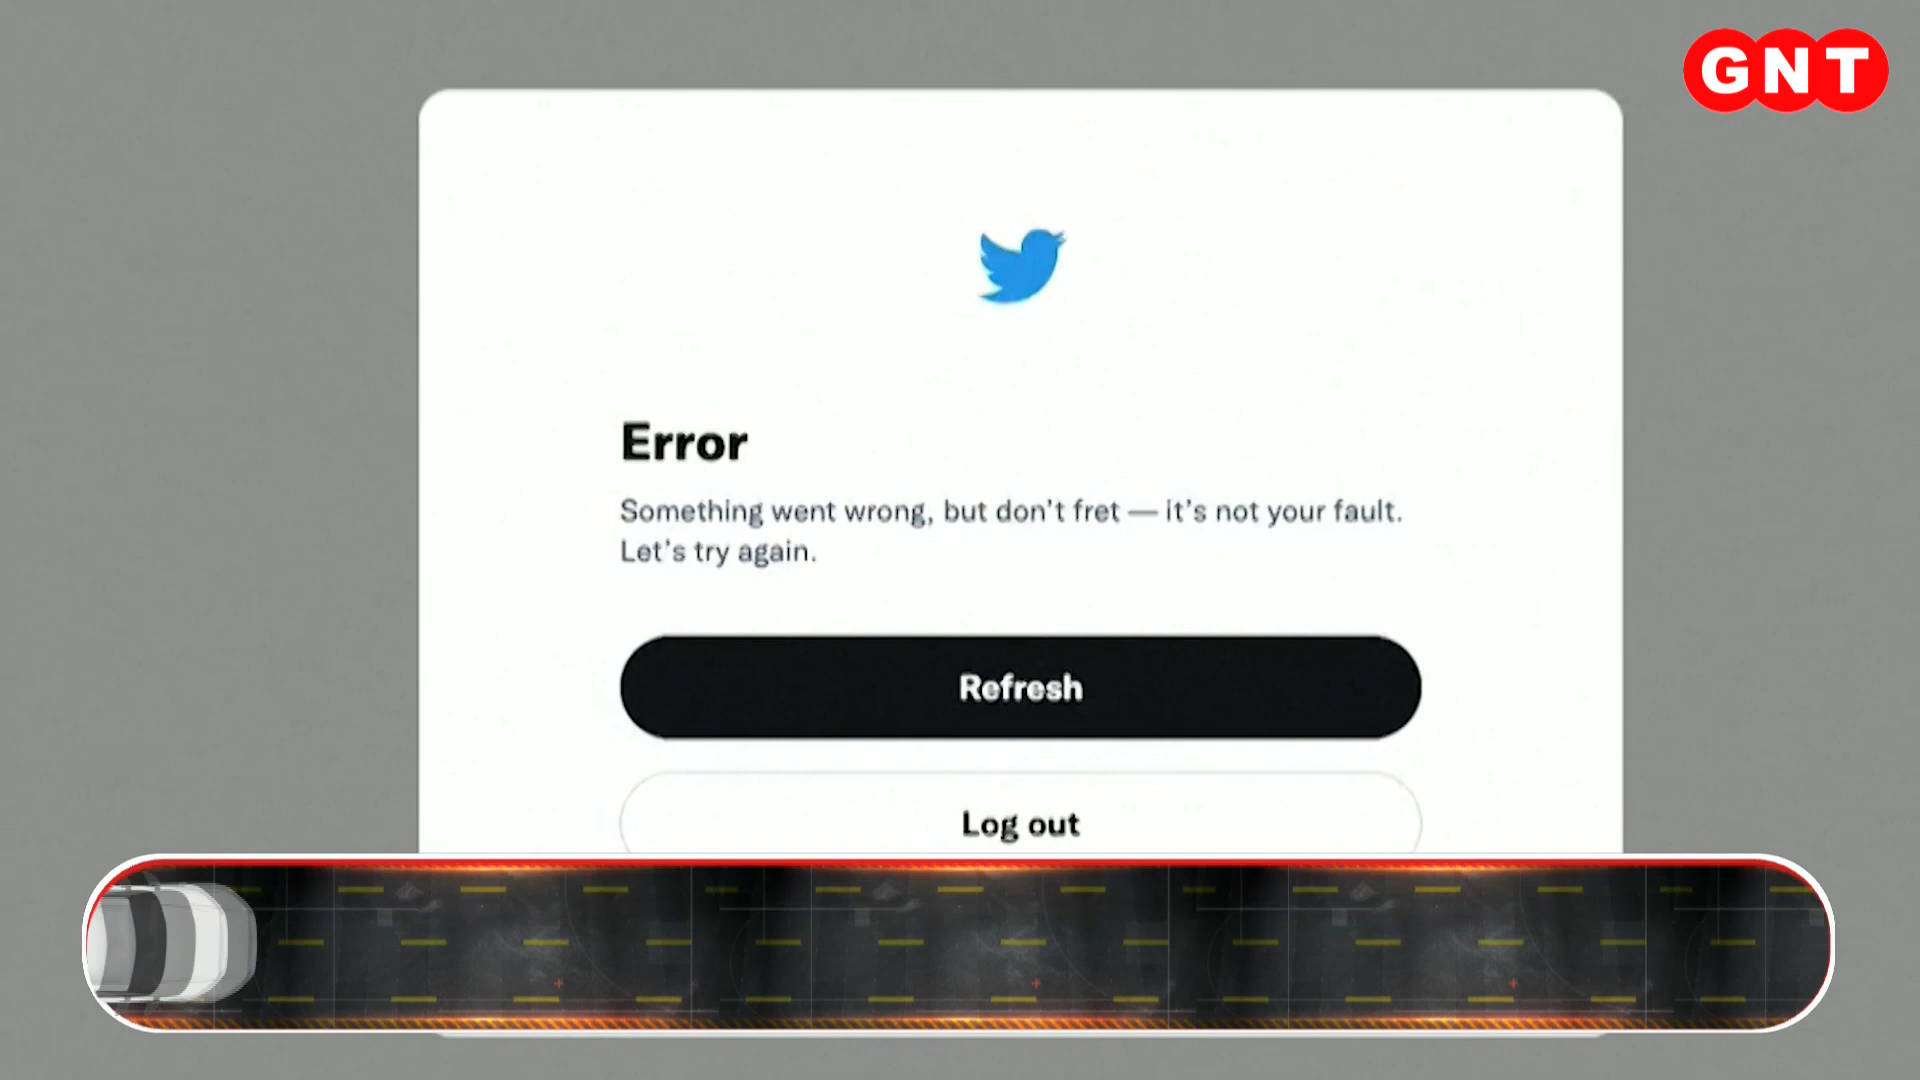 GNT
Error
Something went wrong, but don't fret — it's not your fault.
Let's try again.
Refresh
Log out